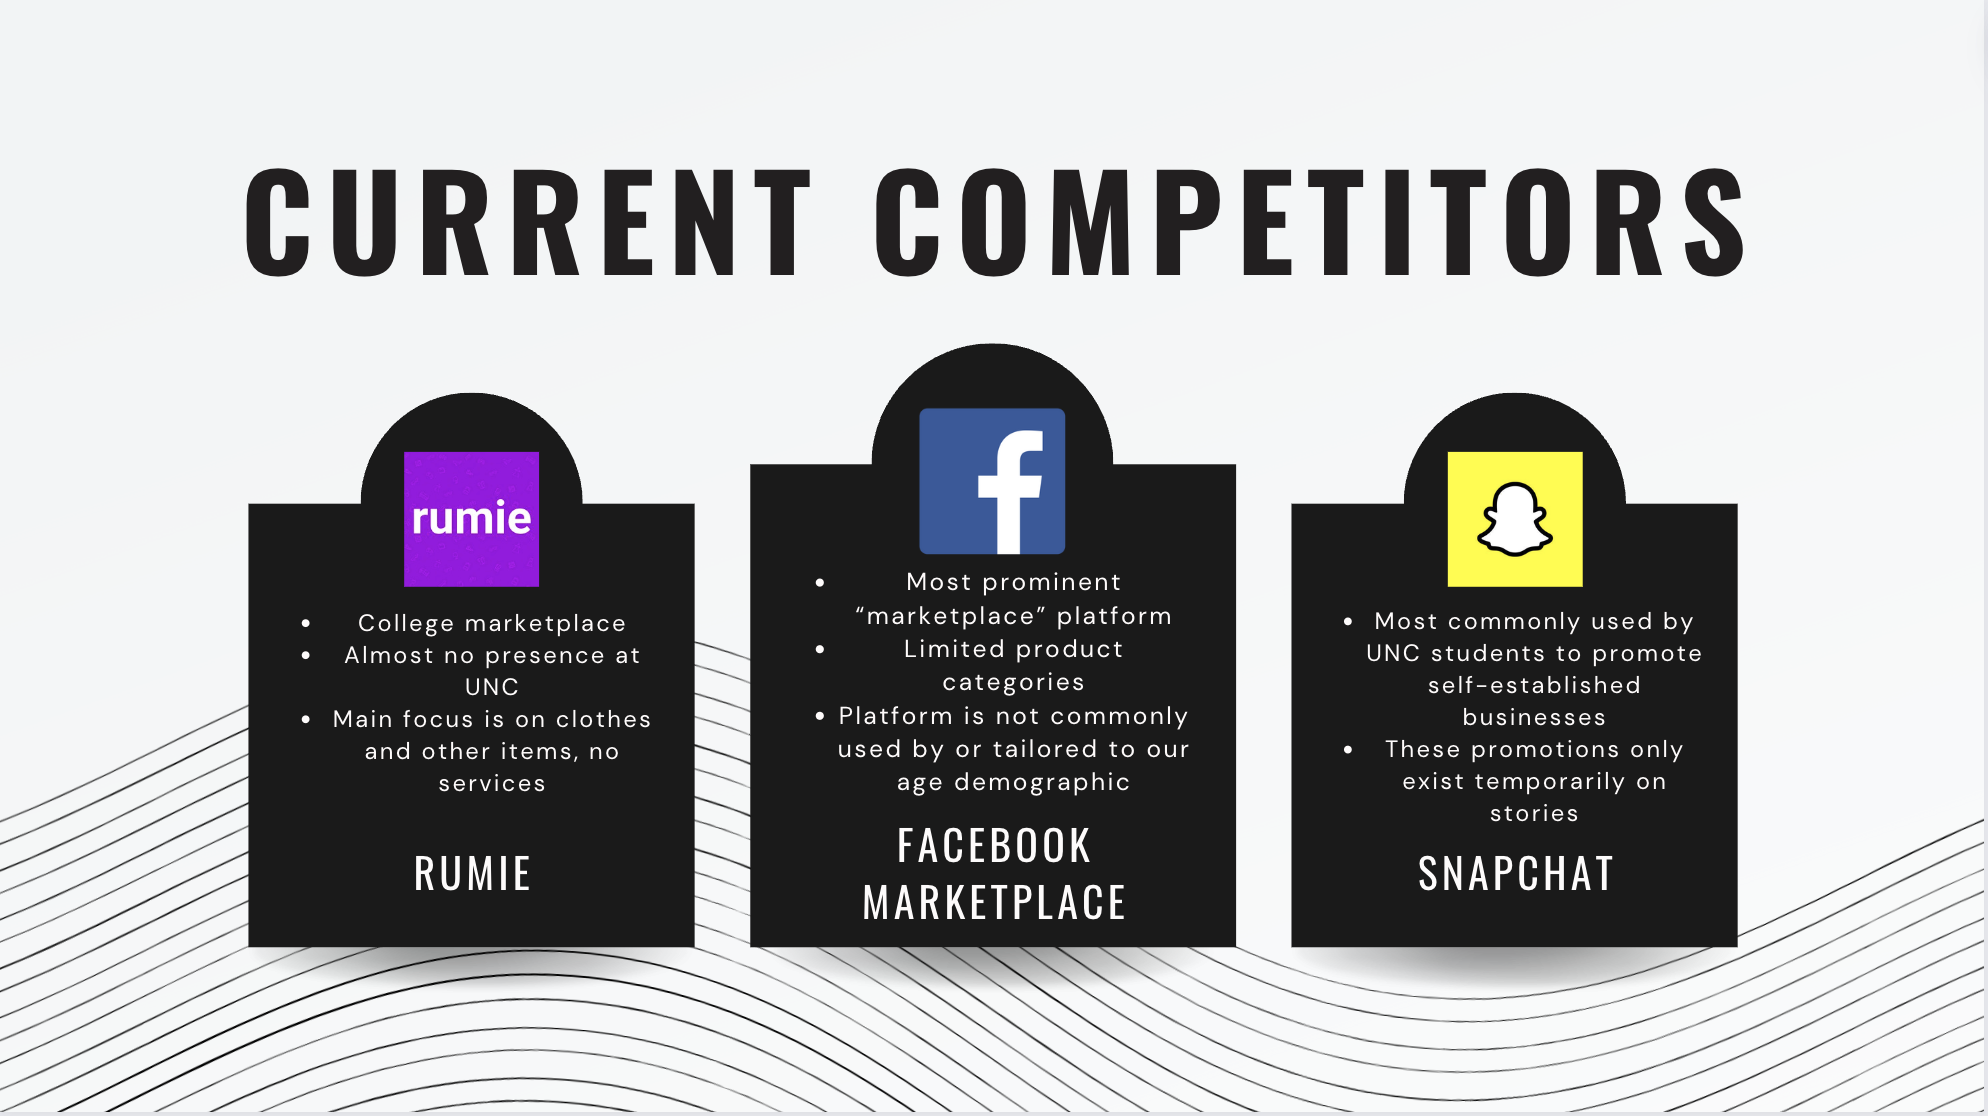 CURRENT COMPETITORS
rumie
• College marketplace
• Almost no presence at
UNC
• Main focus is on clothes
and other items, no
services
RUMIE
f
• Most prominent
“marketplace” platform
• Limited product
categories
• Platform is not commonly
used by or tailored to our
age demographic
FACEBOOK
MARKETPLACE
• Most commonly used by
UNC students to promote
self-established
businesses
• These promotions only
exist temporarily on
stories
SNAPCHAT